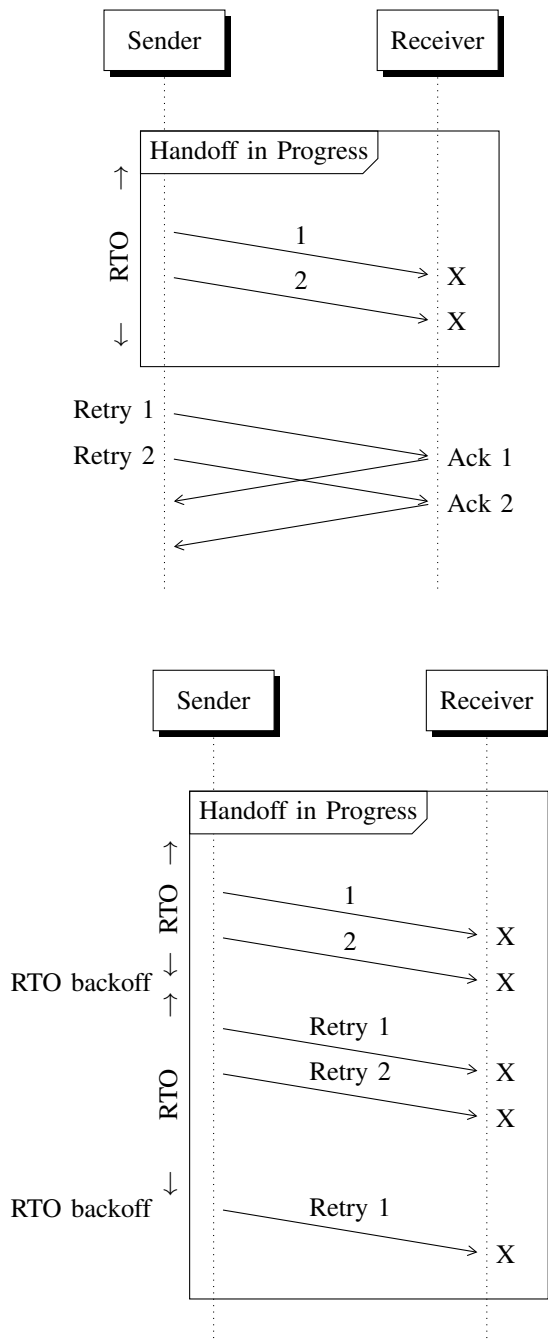 Sender
Receiver
Handoff in Progress
→
RTO
←
1
X
2
X
Retry 1
Retry 2
Ack 1
Ack 2
Sender
Receiver
Handoff in Progress
→
RTO
←
1
X
2
X
RTO backoff
→
RTO
←
Retry 1
X
Retry 2
X
RTO backoff
Retry 1
X